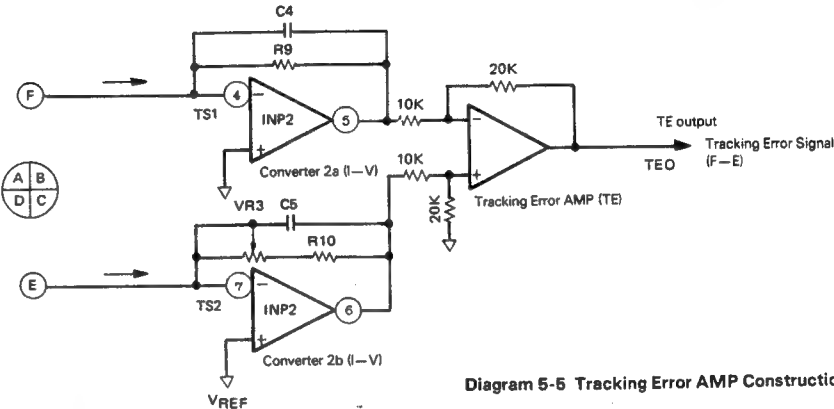 C4
R9
20K
F
TS1
4
INP2
5
10K
TE output
Tracking Error Signal
(F-E)
TEO
Converter 2a (I-V)
10K
A B
D C
Tracking Error AMP (TE)
VR3
C5
20K
R10
E
TS2
7
INP2
6
Converter 2b (I-V)
VREF
Diagram 5-5 Tracking Error AMP Constructio